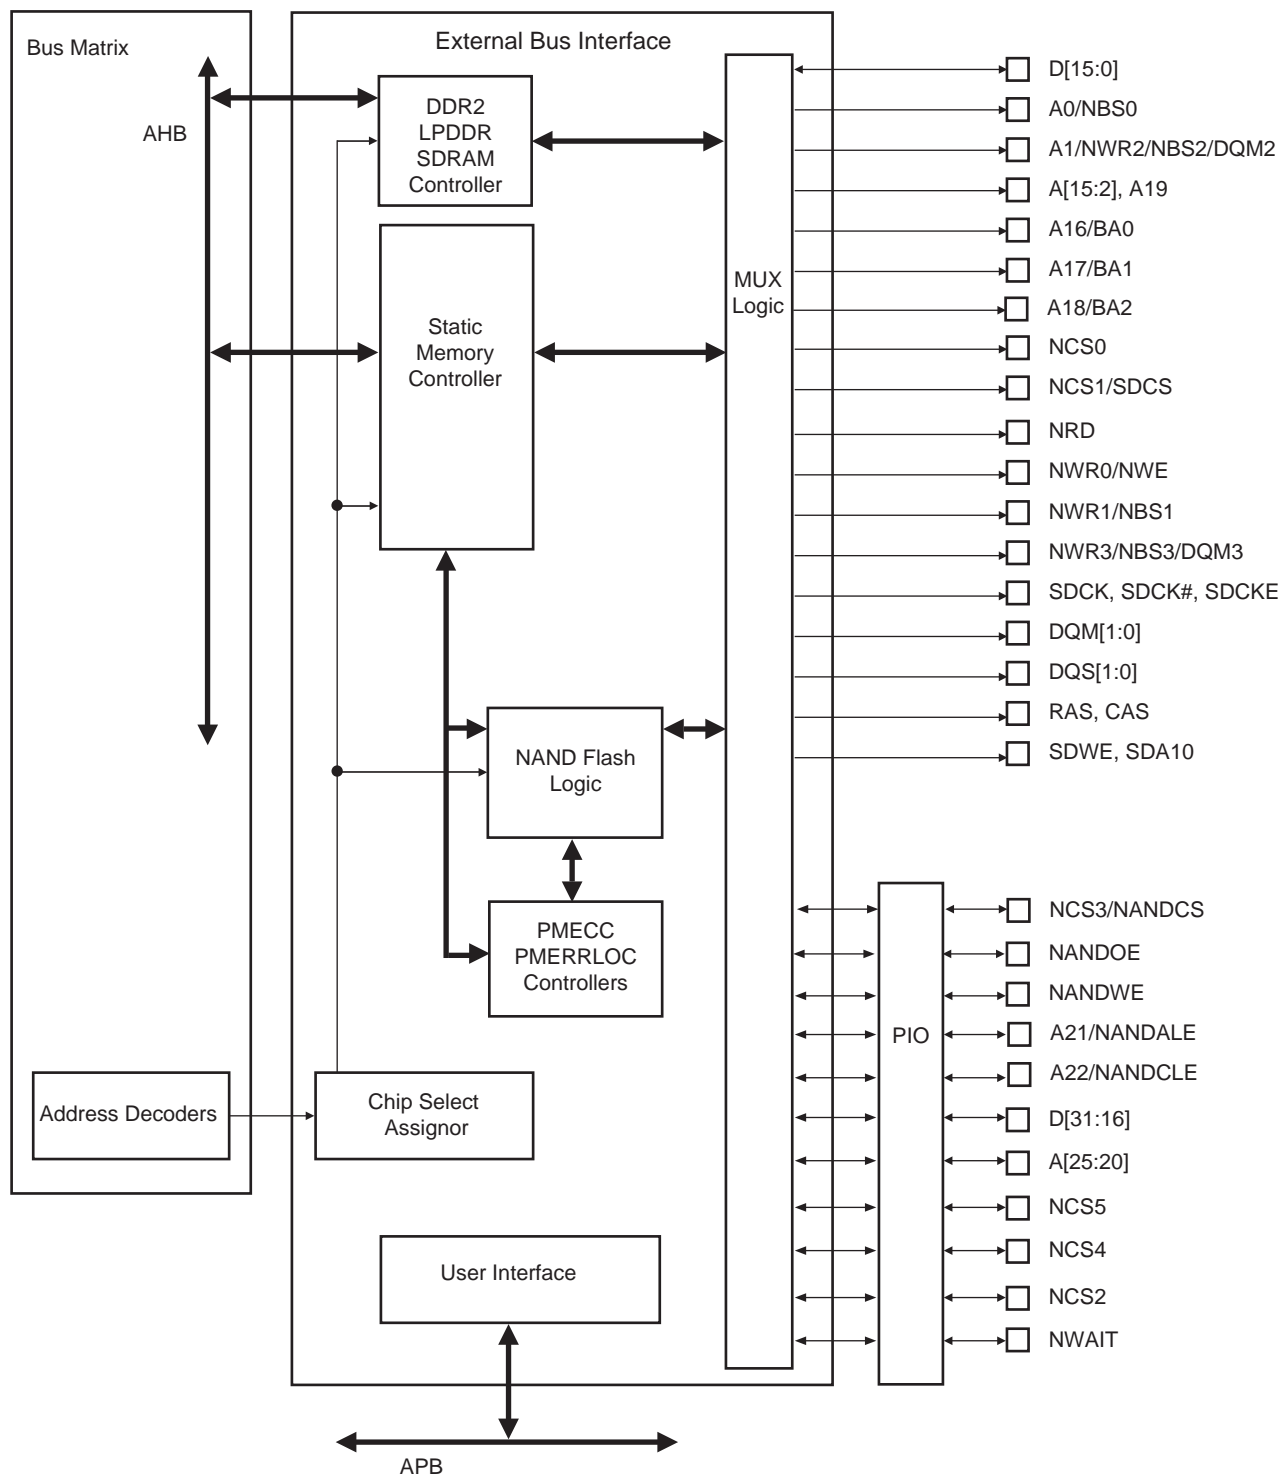 Bus Matrix
AHB
Address Decoders
External Bus Interface
DDR2
LPDDR
SDRAM
Controller
Static
Memory
Controller
NAND Flash
Logic
PMECC
PMERRLOC
Controllers
Chip Select
Assignor
User Interface
APB
MUX
Logic
PIO
D[15:0]
A0/NBS0
A1/NWR2/NBS2/DQM2
A[15:2], A19
A16/BA0
A17/BA1
A18/BA2
NCS0
NCS1/SDCS
NRD
NWR0/NWE
NWR1/NBS1
NWR3/NBS3/DQM3
SDCK, SDCK#, SDCKE
DQM[1:0]
DQS[1:0]
RAS, CAS
SDWE, SDA10
NCS3/NANDCS
NANDOE
NANDWE
A21/NANDALE
A22/NANDCLE
D[31:16]
A[25:20]
NCS5
NCS4
NCS2
NWAIT